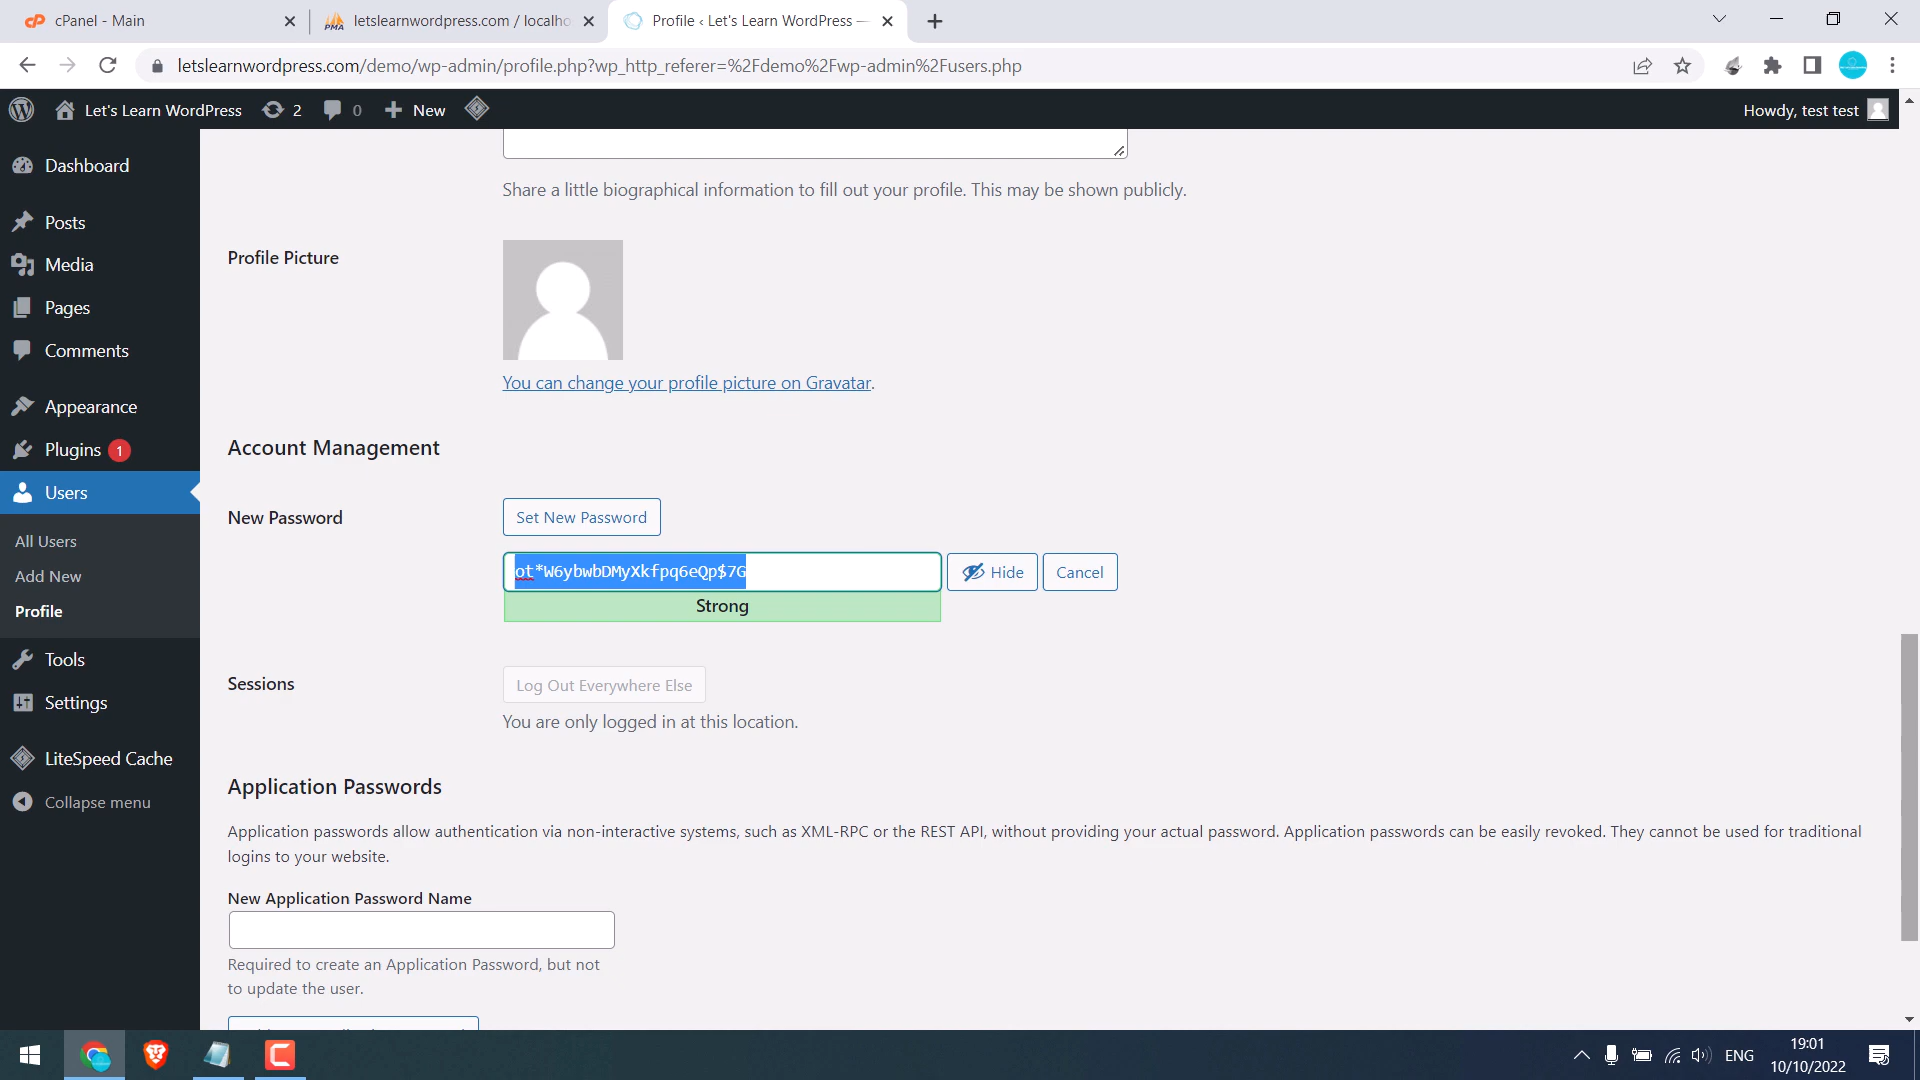 cPanel - Main
PMA
letslearnwordpress.com / localho
Profile ‹ Let's Learn WordPress —
letslearnwordpress.com/demo/wp-admin/profile.php?wp_http_referer=%2Fdemo%2Fwp-admin%2Fusers.php
Let's Learn WordPress
2
0
New
Howdy, test test
Dashboard
Posts
Media
Pages
Comments
Appearance
Plugins 1
Users
All Users
Add New
Profile
Tools
Settings
LiteSpeed Cache
Collapse menu
Share a little biographical information to fill out your profile. This may be shown publicly.
Profile Picture
You can change your profile picture on Gravatar.
Account Management
New Password
Set New Password
ot*W6ybwbDMyXkfpq6eQp$7G
Hide
Cancel
Strong
Sessions
Log Out Everywhere Else
You are only logged in at this location.
Application Passwords
Application passwords allow authentication via non-interactive systems, such as XML-RPC or the REST API, without providing your actual password. Application passwords can be easily revoked. They cannot be used for traditional
logins to your website.
New Application Password Name
Required to create an Application Password, but not
to update the user.
ENG
19:01
10/10/2022